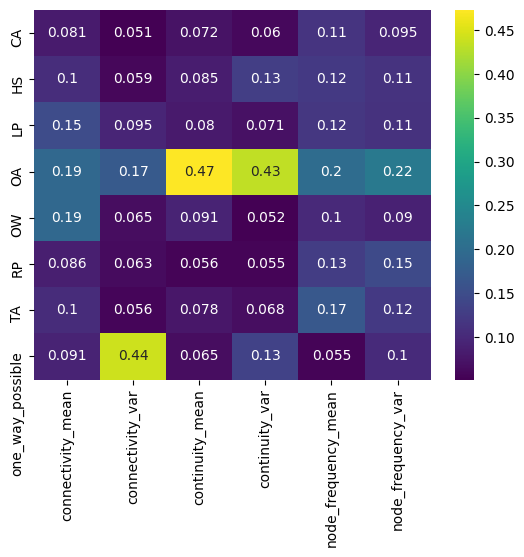 CA 0.081 0.051 0.072 0.06 0.11 0.095
HS 0.1 0.059 0.085 0.13 0.12 0.11
LP 0.15 0.095 0.08 0.071 0.12 0.11
OA 0.19 0.17 0.47 0.43 0.2 0.22
OW 0.19 0.065 0.091 0.052 0.1 0.09
RP 0.086 0.063 0.056 0.055 0.13 0.15
TA 0.1 0.056 0.078 0.068 0.17 0.12
one_way_possible 0.091 0.44 0.065 0.13 0.055 0.1
connectivity_mean
connectivity_var
continuity_mean
continuity_var
node_frequency_mean
node_frequency_var
0.45
0.40
0.35
0.30
0.25
0.20
0.15
0.10